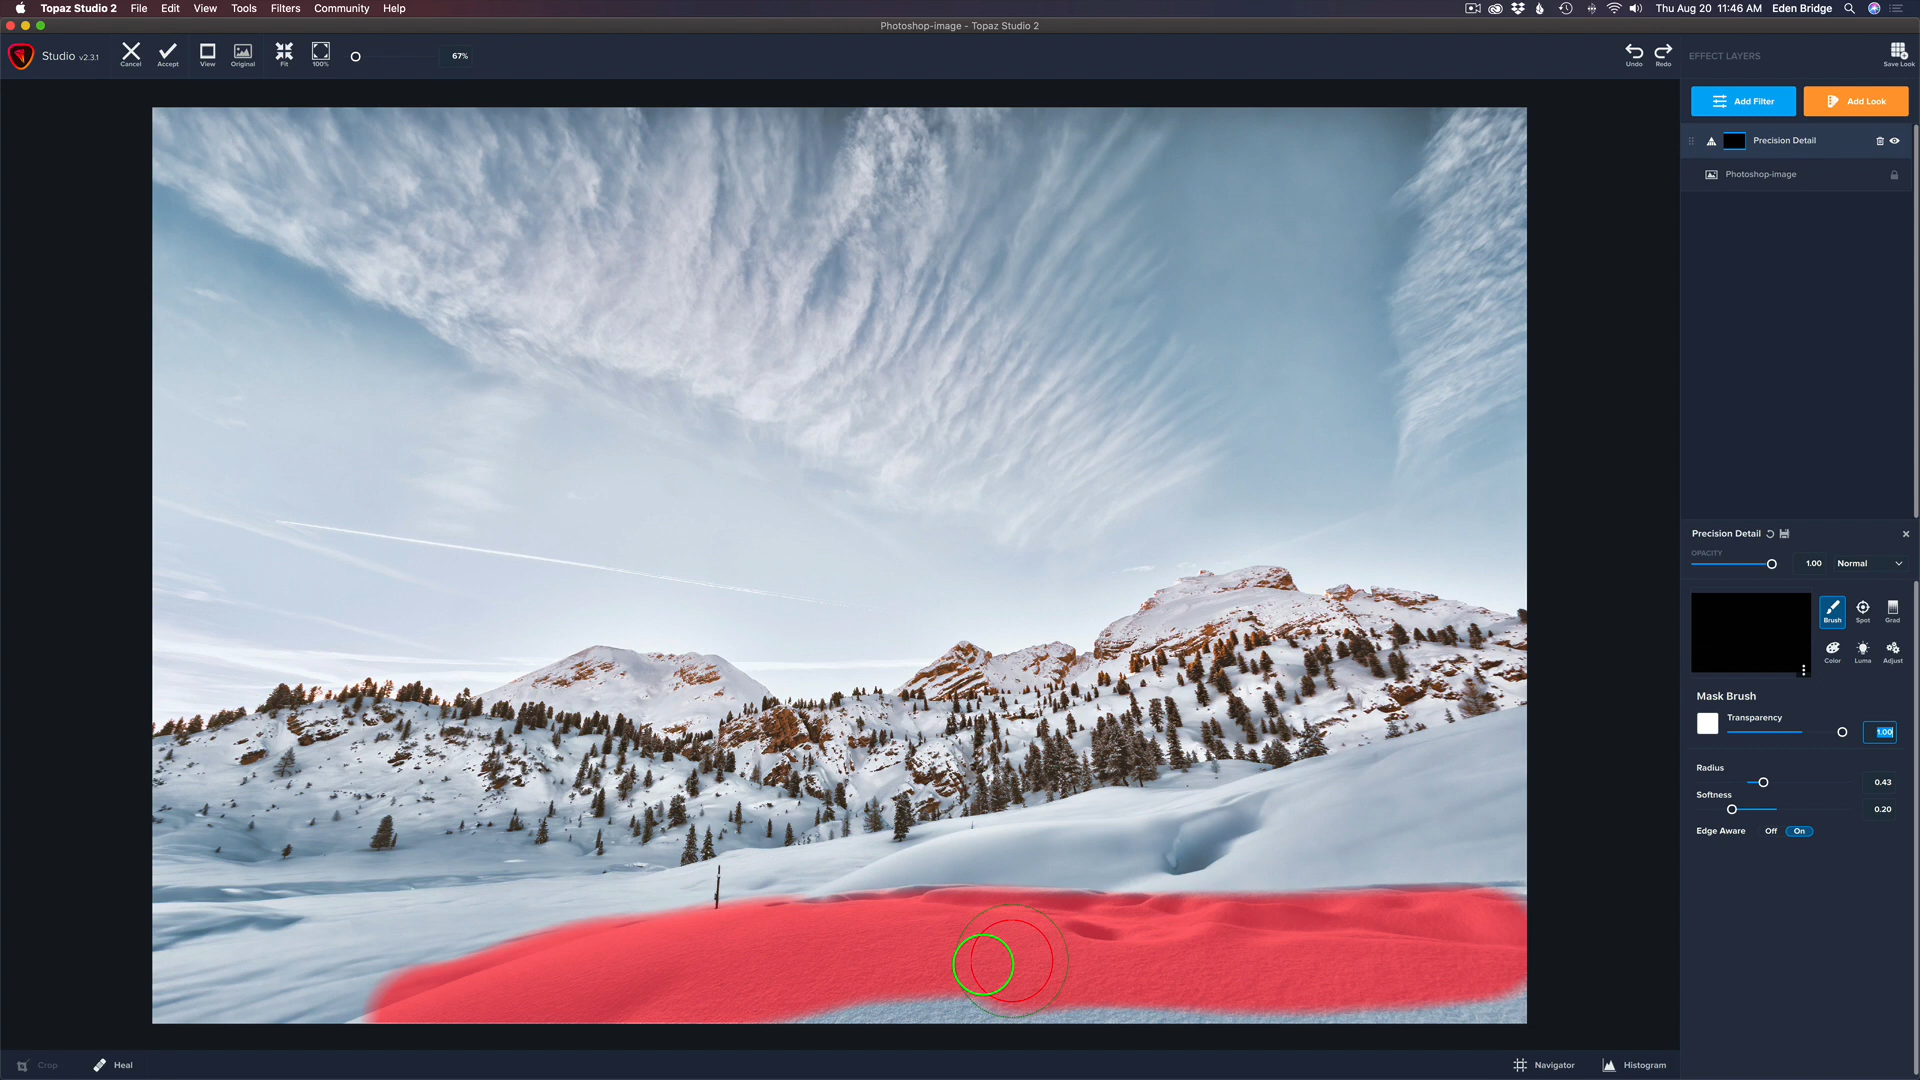 Topaz Studio 2 File Edit View Tools Filters Community Help
Thu Aug 20 11:46 AM Eden Bridge
Photoshop-image - Topaz Studio 2
Studio v2.3.1
Cancel Accept View Original Fit 100% 67% Undo Redo
EFFECT LAYERS
Save Look
Add Filter Add Look
Precision Detail
Photoshop-image
Precision Detail
OPACITY
1.00 Normal
Brush Spot Grad
Color Luma Adjust
Mask Brush
Transparency
1.00
Radius
0.43
Softness
0.20
Edge Aware Off On
Crop Heal Navigator Histogram